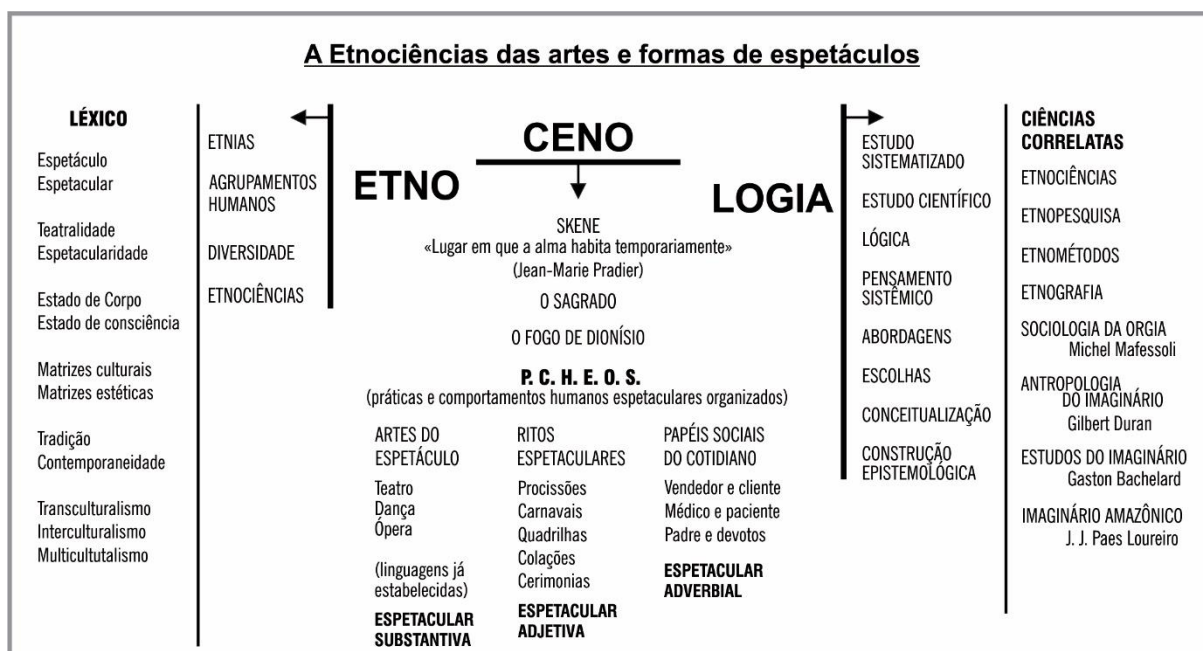 A Etnociências das artes e formas de espetáculos
LÉXICO
Espetáculo
Espetacular
Teatralidade
Espetacularidade
Estado de Corpo
Estado de consciência
Matrizes culturais
Matrizes estéticas
Tradição
Contemporaneidade
Transculturalismo
Interculturalismo
Multicultutalismo
ETNIAS
AGRUPAMENTOS
HUMANOS
DIVERSIDADE
ETNOCIÊNCIAS
ETNO
CENO
LOGIA
SKENE
«Lugar em que a alma habita temporariamente»
(Jean-Marie Pradier)
O SAGRADO
O FOGO DE DIONÍSIO
P. C. H. E. O. S.
(práticas e comportamentos humanos espetaculares organizados)
ARTES DO
ESPETÁCULO
Teatro
Dança
Ópera
(linguagens já
estabelecidas)
ESPETACULAR
SUBSTANTIVA
RITOS
ESPETACULARES
Procissões
Carnavais
Quadrilhas
Colações
Cerimonias
ESPETACULAR
ADJETIVA
PAPÉIS SOCIAIS
DO COTIDIANO
Vendedor e cliente
Médico e paciente
Padre e devotos
ESPETACULAR
ADVERBIAL
ESTUDO
SISTEMATIZADO
ESTUDO CIENTÍFICO
LÓGICA
PENSAMENTO
SISTÊMICO
ABORDAGENS
ESCOLHAS
CONCEITUALIZAÇÃO
CONSTRUÇÃO
EPISTEMOLÓGICA
CIÊNCIAS
CORRELATAS
ETNOCIÊNCIAS
ETNOPESQUISA
ETNOMÉTODOS
ETNOGRAFIA
SOCIOLOGIA DA ORGIA
Michel Mafessoli
ANTROPOLOGIA
DO IMAGINÁRIO
Gilbert Duran
ESTUDOS DO IMAGINÁRIO
Gaston Bachelard
IMAGINÁRIO AMAZÔNICO
J. J. Paes Loureiro